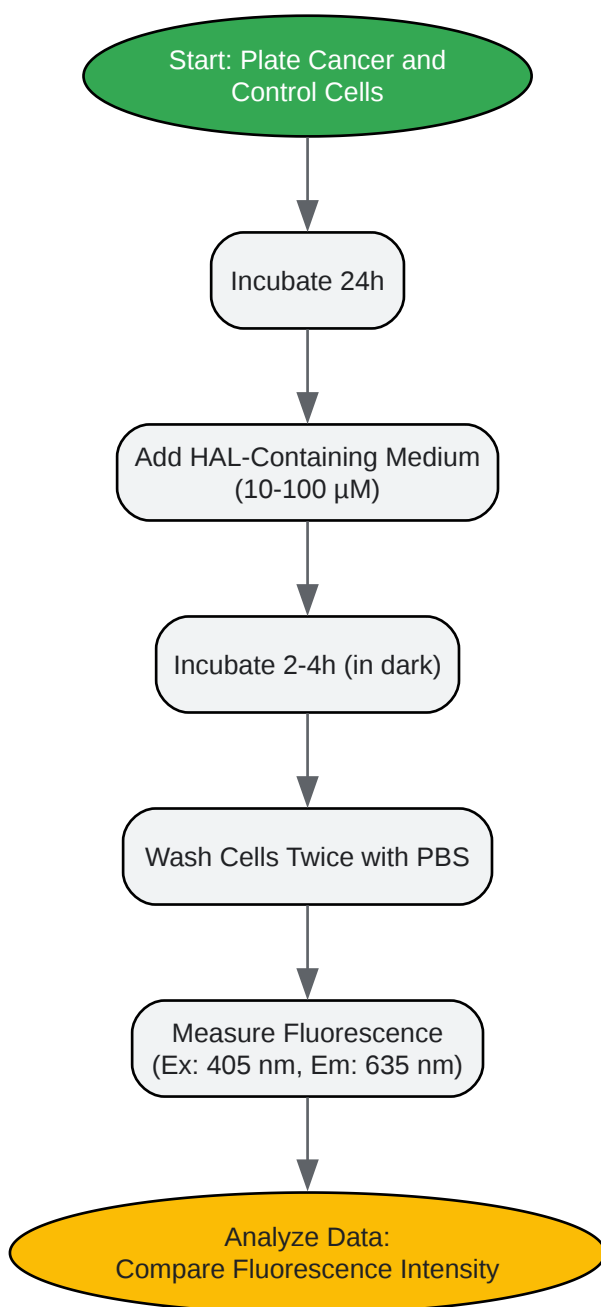 Start: Plate Cancer and
Control Cells
Incubate 24h
Add HAL-Containing Medium
(10-100 µM)
Incubate 2-4h (in dark)
Wash Cells Twice with PBS
Measure Fluorescence
(Ex: 405 nm, Em: 635 nm)
Analyze Data:
Compare Fluorescence Intensity